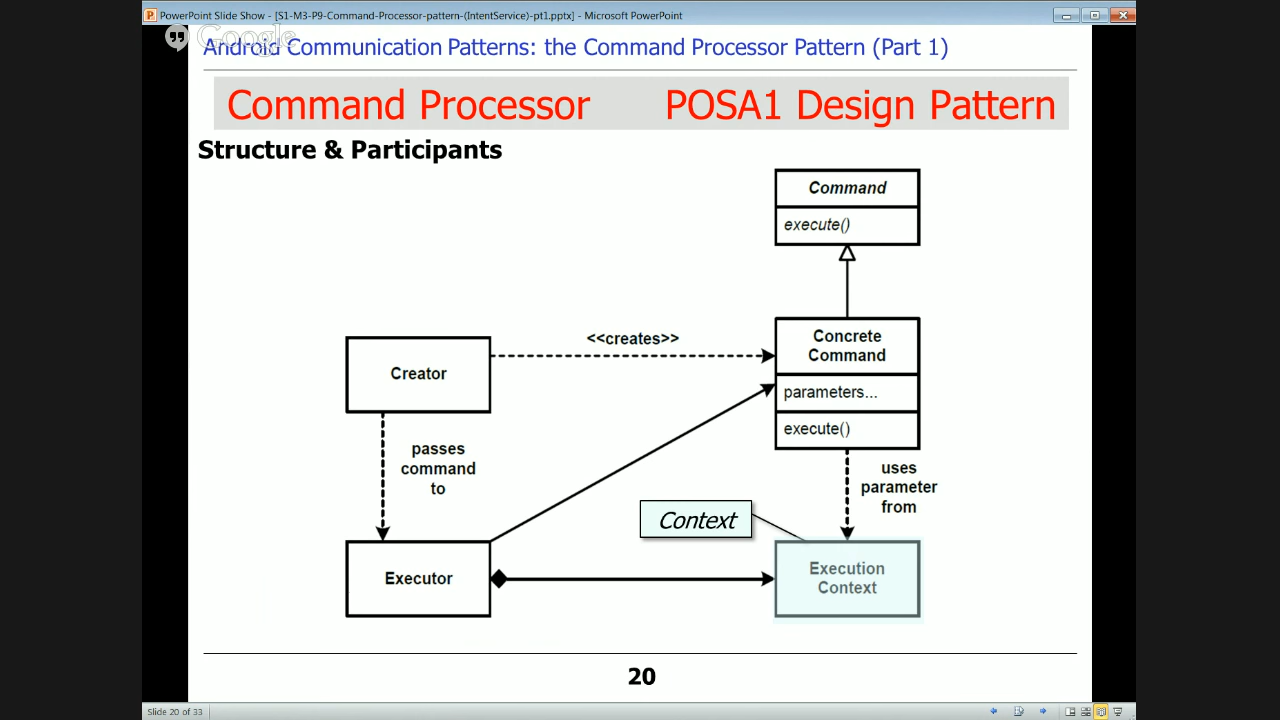 PowerPoint Slide Show - [S1-M3-P9-Command-Processor-pattern-(IntentService)-pt1.pptx] - Microsoft PowerPoint
Google
Android Communication Patterns: the Command Processor Pattern (Part 1)
Command Processor POSA1 Design Pattern
Structure & Participants
Command
execute()
<<creates>>
Concrete
Command
Creator
parameters...
execute()
passes
command
to
uses
parameter
from
Context
Executor
Execution
Context
20
Slide 20 of 33